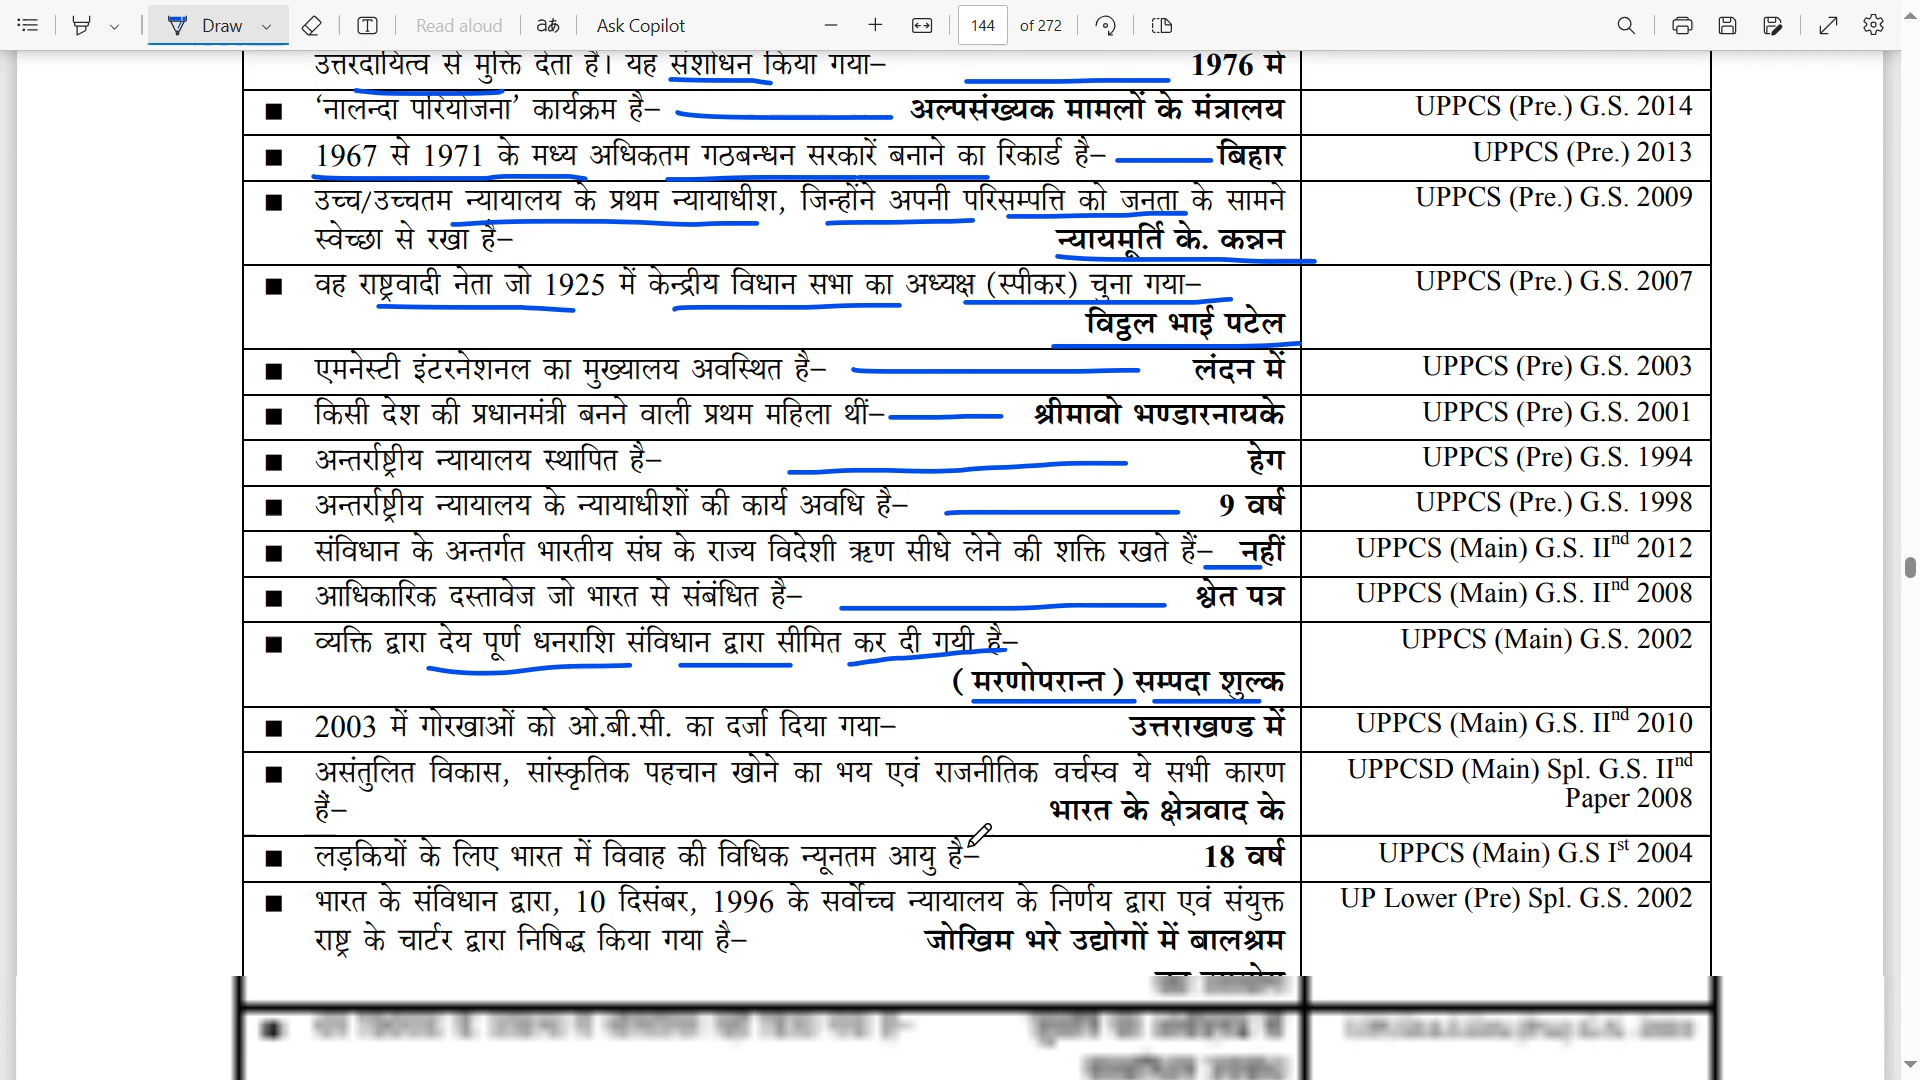 Draw
Read aloud
Ask Copilot
144
of 272
उत्तरदायित्व से मुक्ति देता है। यह संशोधन किया गया– 1976 में
■ ‘नालन्दा परियोजना’ कार्यक्रम है– अल्पसंख्यक मामलों के मंत्रालय UPPCS (Pre.) G.S. 2014
■ 1967 से 1971 के मध्य अधिकतम गठबन्धन सरकारें बनाने का रिकार्ड है– बिहार UPPCS (Pre.) 2013
■ उच्च/उच्चतम न्यायालय के प्रथम न्यायाधीश, जिन्होंने अपनी परिसम्पत्ति को जनता के सामने UPPCS (Pre.) G.S. 2009
स्वेच्छा से रखा है– न्यायमूर्ति के. कन्नन
■ वह राष्ट्रवादी नेता जो 1925 में केन्द्रीय विधान सभा का अध्यक्ष (स्पीकर) चुना गया– UPPCS (Pre.) G.S. 2007
विट्ठल भाई पटेल
■ एमनेस्टी इंटरनेशनल का मुख्यालय अवस्थित है– लंदन में UPPCS (Pre) G.S. 2003
■ किसी देश की प्रधानमंत्री बनने वाली प्रथम महिला थीं– श्रीमावो भण्डारनायके UPPCS (Pre) G.S. 2001
■ अन्तर्राष्ट्रीय न्यायालय स्थापित है– हेग UPPCS (Pre) G.S. 1994
■ अन्तर्राष्ट्रीय न्यायालय के न्यायाधीशों की कार्य अवधि है– 9 वर्ष UPPCS (Pre.) G.S. 1998
■ संविधान के अन्तर्गत भारतीय संघ के राज्य विदेशी ऋण सीधे लेने की शक्ति रखते हैं– नहीं UPPCS (Main) G.S. IInd 2012
■ आधिकारिक दस्तावेज जो भारत से संबंधित है– श्वेत पत्र UPPCS (Main) G.S. IInd 2008
■ व्यक्ति द्वारा देय पूर्ण धनराशि संविधान द्वारा सीमित कर दी गयी है– UPPCS (Main) G.S. 2002
(मरणोपरान्त) सम्पदा शुल्क
■ 2003 में गोरखाओं को ओ.बी.सी. का दर्जा दिया गया– उत्तराखण्ड में UPPCS (Main) G.S. IInd 2010
■ असंतुलित विकास, सांस्कृतिक पहचान खोने का भय एवं राजनीतिक वर्चस्व ये सभी कारण UPPCSD (Main) Spl. G.S. IInd
हैं– भारत के क्षेत्रवाद के Paper 2008
■ लड़कियों के लिए भारत में विवाह की विधिक न्यूनतम आयु है– 18 वर्ष UPPCS (Main) G.S Ist 2004
■ भारत के संविधान द्वारा, 10 दिसंबर, 1996 के सर्वोच्च न्यायालय के निर्णय द्वारा एवं संयुक्त UP Lower (Pre) Spl. G.S. 2002
राष्ट्र के चार्टर द्वारा निषिद्ध किया गया है– जोखिम भरे उद्योगों में बालश्रम